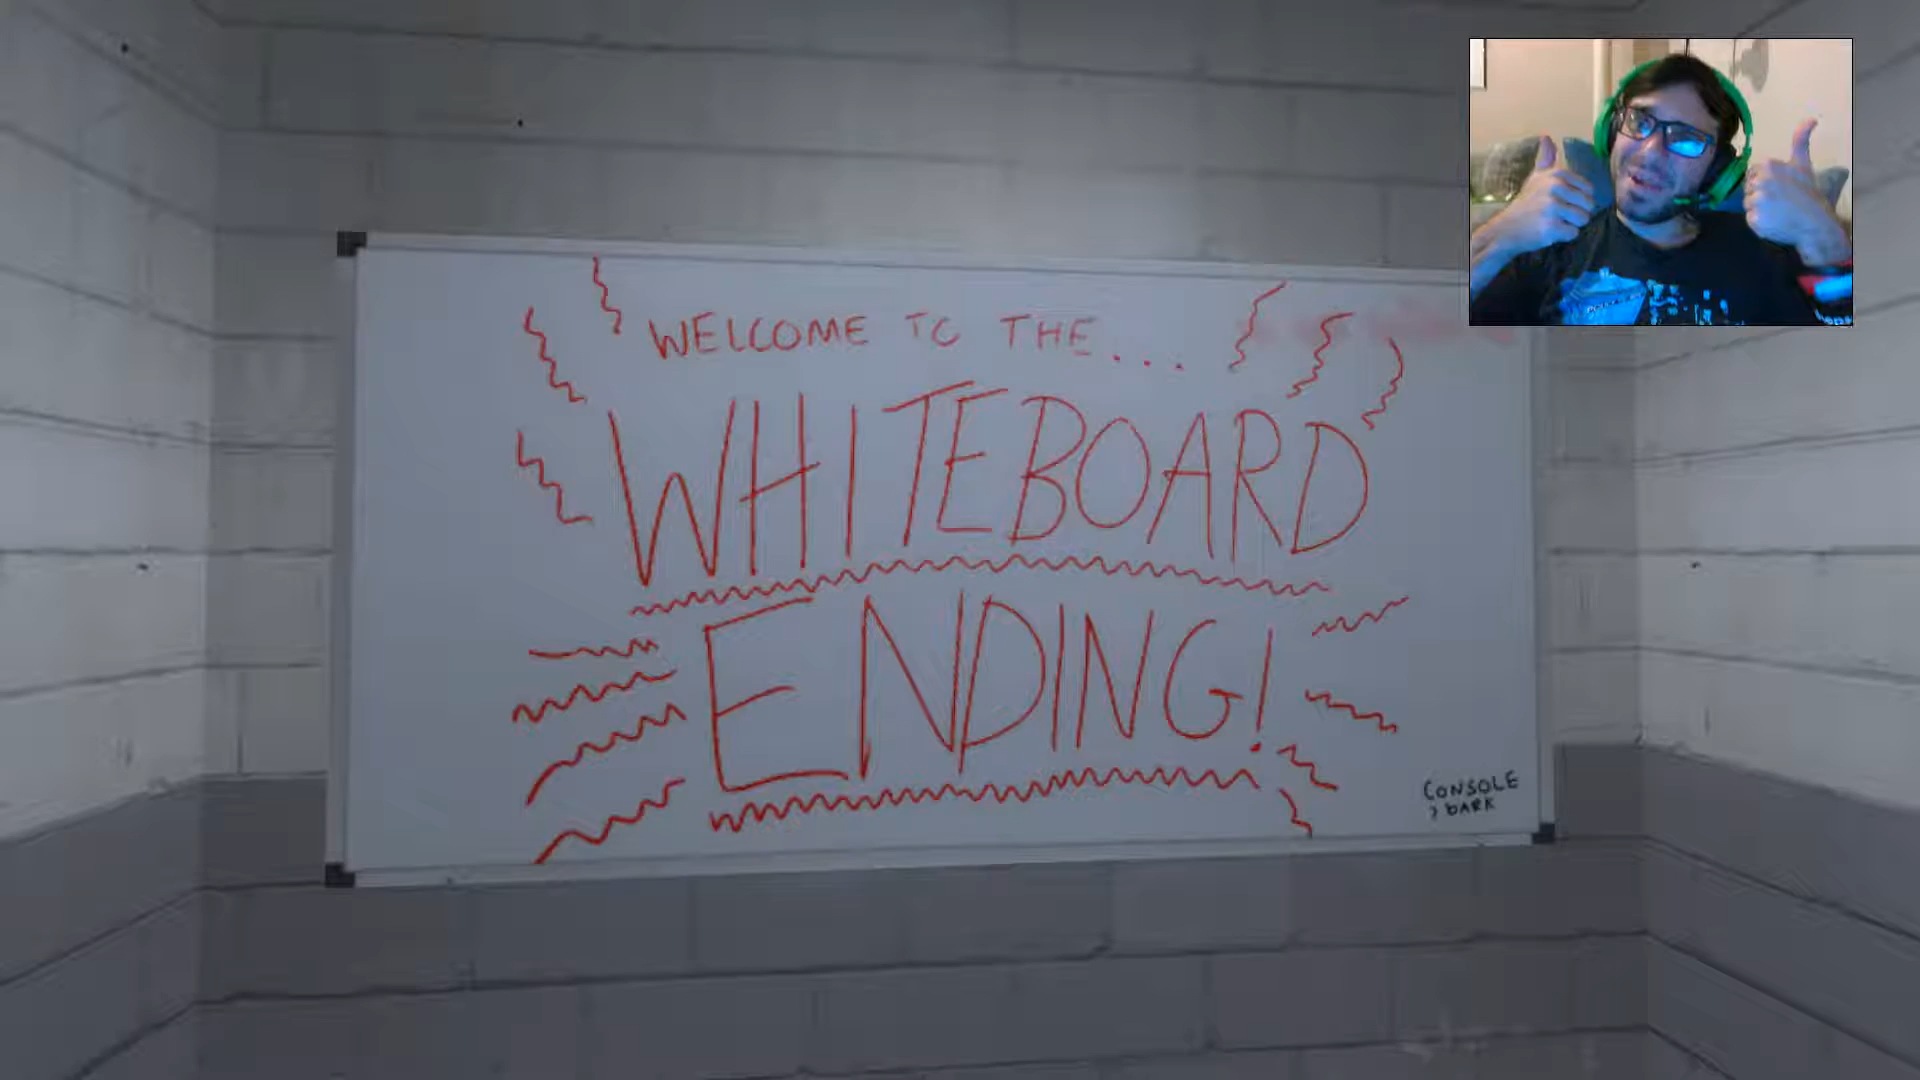 WELCOME TO THE...
WHITEBOARD
ENDING!
CONSOLE
> BARK